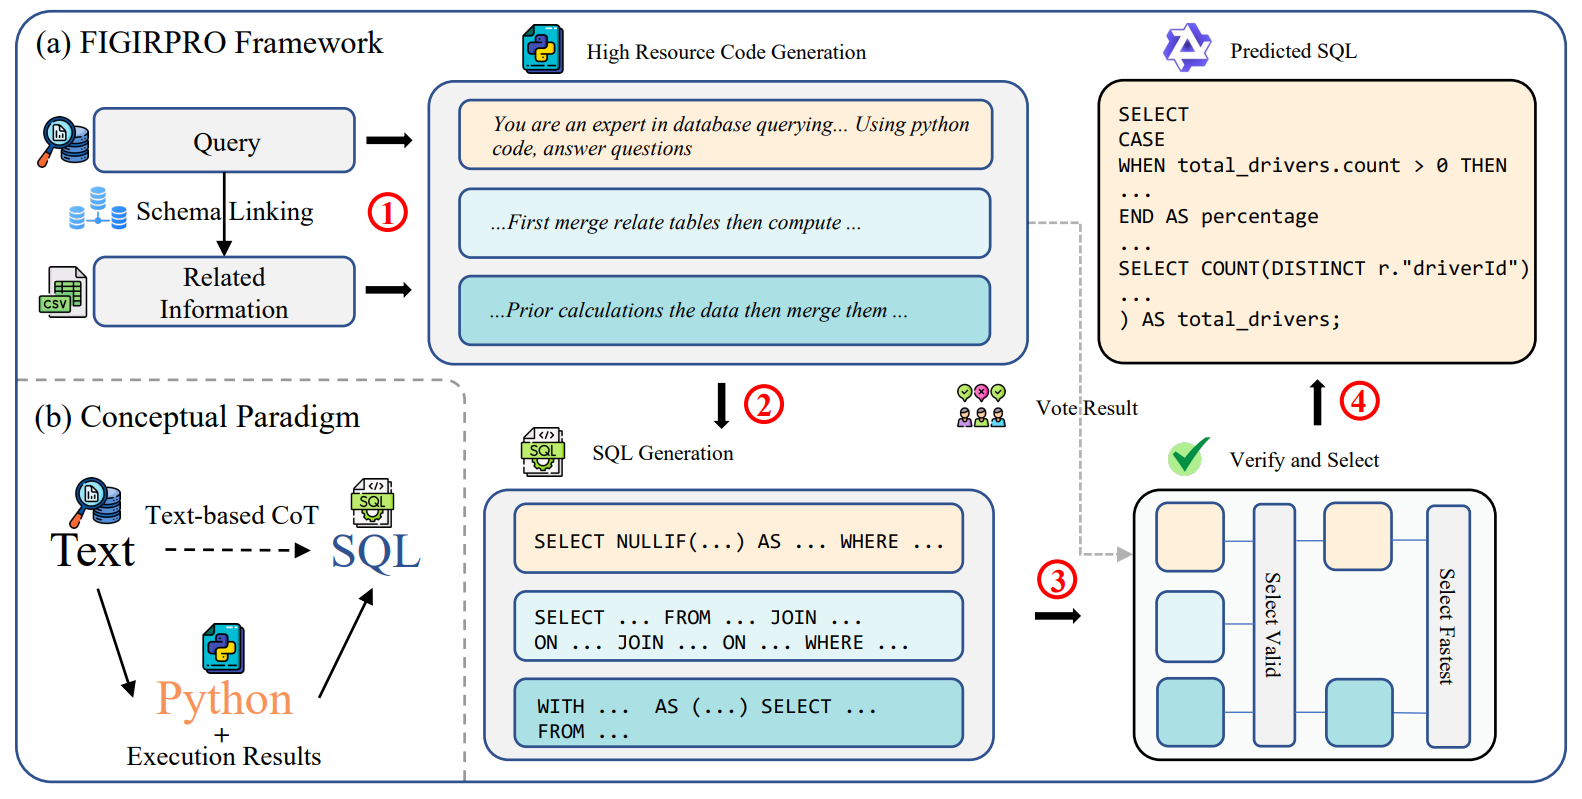 (a) FIGIRPRO Framework
High Resource Code Generation
Predicted SQL
Query
Schema Linking
Related
Information
CSV
1
You are an expert in database querying... Using python
code, answer questions
...First merge relate tables then compute ...
...Prior calculations the data then merge them ...
SELECT
CASE
WHEN total_drivers.count > 0 THEN
...
END AS percentage
...
SELECT COUNT(DISTINCT r."driverId")
...
) AS total_drivers;
2
Vote Result
4
</>
SQL
SQL Generation
Verify and Select
SELECT NULLIF(...) AS ... WHERE ...
SELECT ... FROM ... JOIN ...
ON ... JOIN ... ON ... WHERE ...
WITH ... AS (...) SELECT ...
FROM ...
3
Select Valid
Select Fastest
(b) Conceptual Paradigm
</>
SQL
Text-based CoT
Text
SQL
Python
+
Execution Results